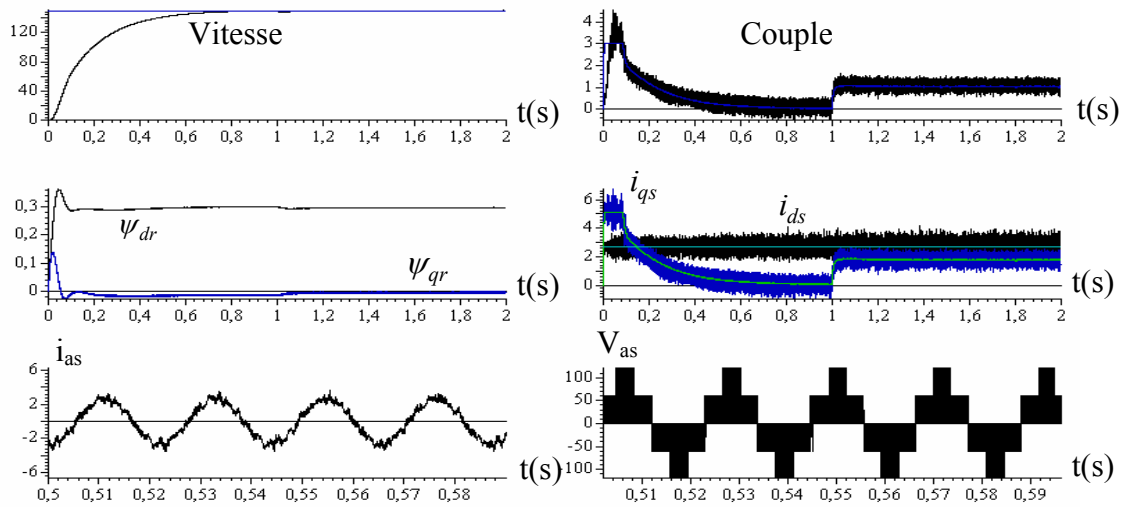 Vitesse
120
80
40
0
0 0,2 0,4 0,6 0,8 1 1,2 1,4 1,6 1,8 2
t(s)
Couple
4
3
2
1
0
0 0,2 0,4 0,6 0,8 1 1,2 1,4 1,6 1,8 2
t(s)
0,3
0,2
0,1
0
ψdr
ψqr
0 0,2 0,4 0,6 0,8 1 1,2 1,4 1,6 1,8 2
t(s)
6
4
2
0
iqs
ids
0 0,2 0,4 0,6 0,8 1 1,2 1,4 1,6 1,8 2
t(s)
ias
6
2
-2
-6
0,5 0,51 0,52 0,53 0,54 0,55 0,56 0,57 0,58
t(s)
Vas
100
50
0
-50
-100
0,51 0,52 0,53 0,54 0,55 0,56 0,57 0,58 0,59
t(s)